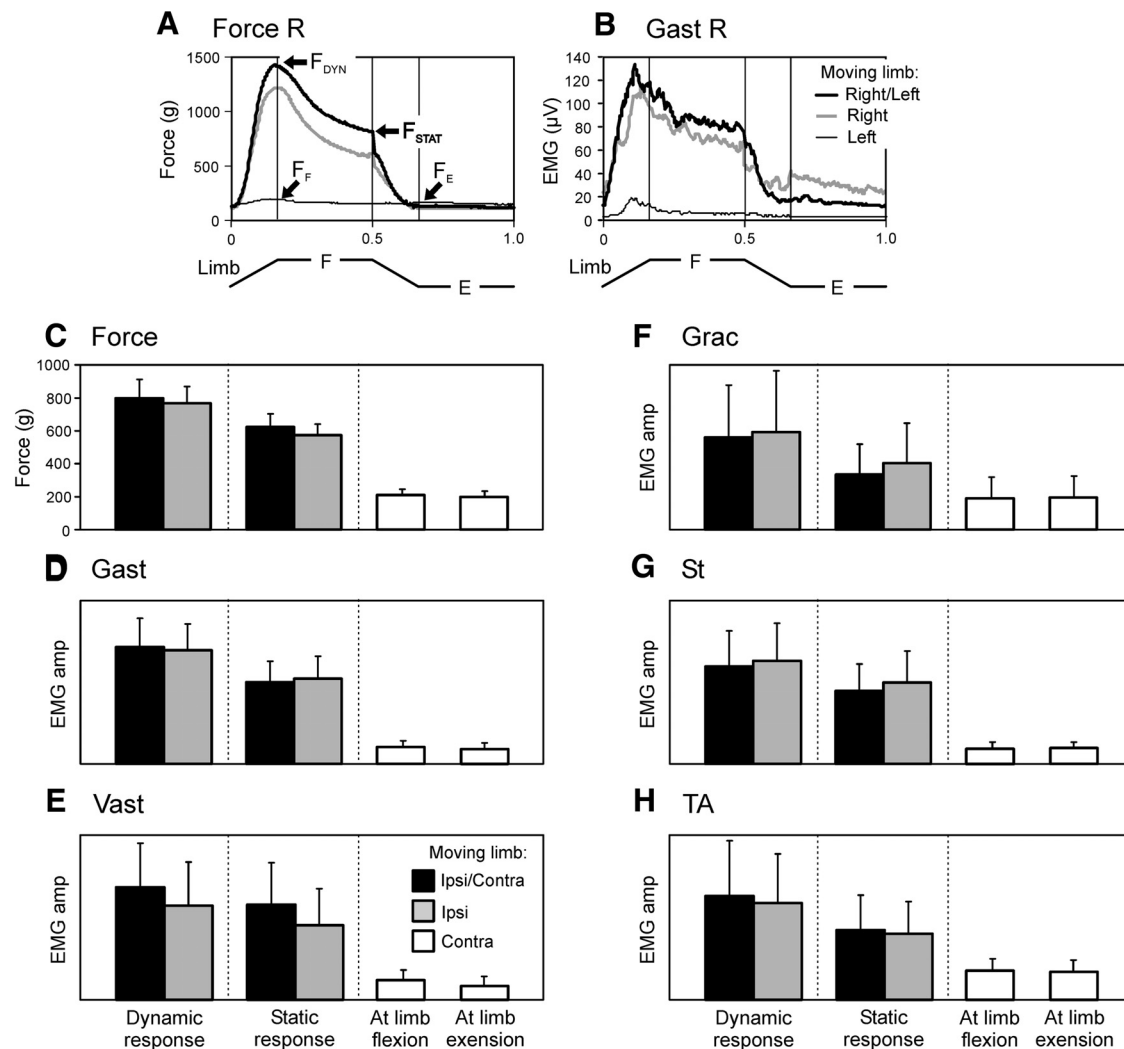 A Force R
1500
1000
500
0
Force (g)
F DYN
F STAT
F F
F E
0 0.5 1.0
Limb F E
B Gast R
140
120
100
80
60
40
20
0
EMG (µV)
Moving limb:
Right/Left
Right
Left
0 0.5 1.0
Limb F E
C Force
1000
800
600
400
200
0
Force (g)
F Grac
EMG amp
D Gast
EMG amp
G St
EMG amp
E Vast
EMG amp
Moving limb:
Ipsi/Contra
Ipsi
Contra
Dynamic response
Static response
At limb flexion
At limb exension
H TA
EMG amp
Dynamic response
Static response
At limb flexion
At limb exension